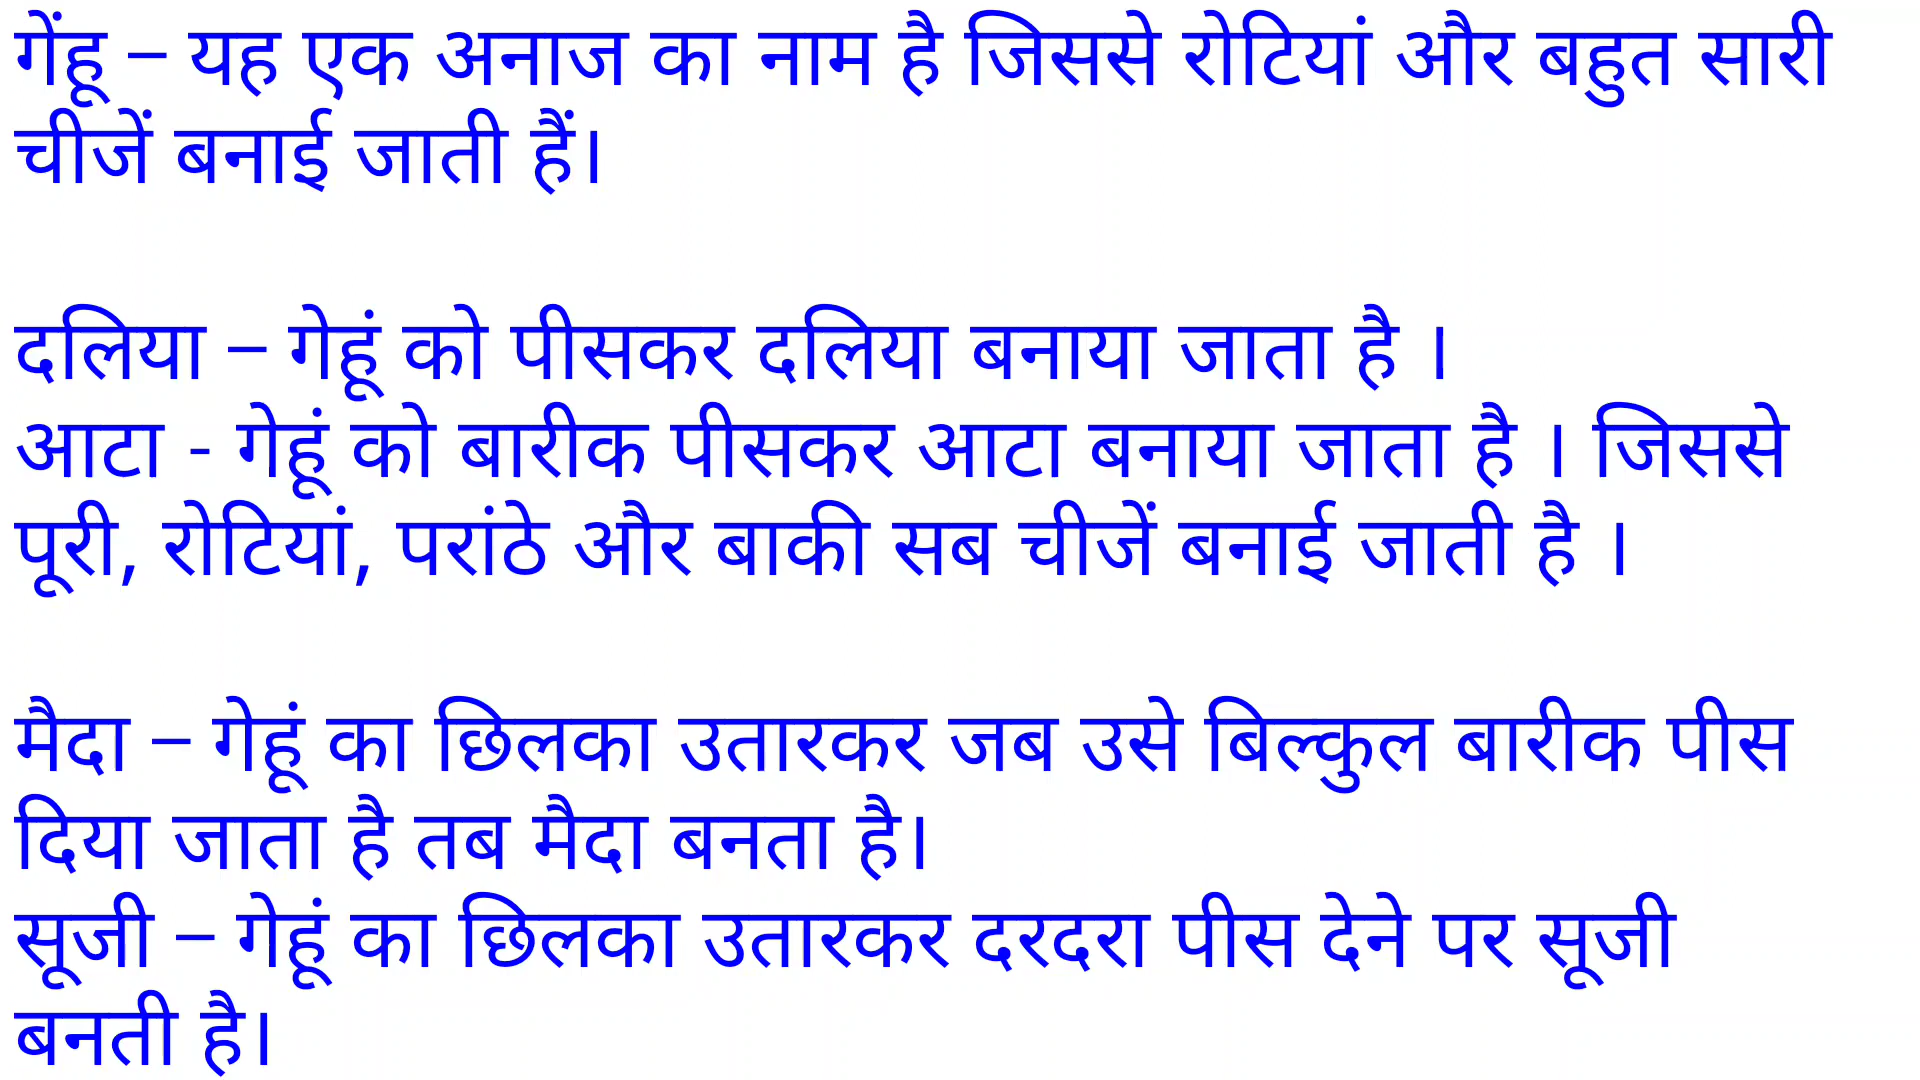 गेंहू – यह एक अनाज का नाम है जिससे रोटियां और बहुत सारी
चीजें बनाई जाती हैं।
दलिया – गेहूं को पीसकर दलिया बनाया जाता है ।
आटा - गेहूं को बारीक पीसकर आटा बनाया जाता है । जिससे
पूरी, रोटियां, परांठे और बाकी सब चीजें बनाई जाती है ।
मैदा – गेहूं का छिलका उतारकर जब उसे बिल्कुल बारीक पीस
दिया जाता है तब मैदा बनता है।
सूजी – गेहूं का छिलका उतारकर दरदरा पीस देने पर सूजी
बनती है।